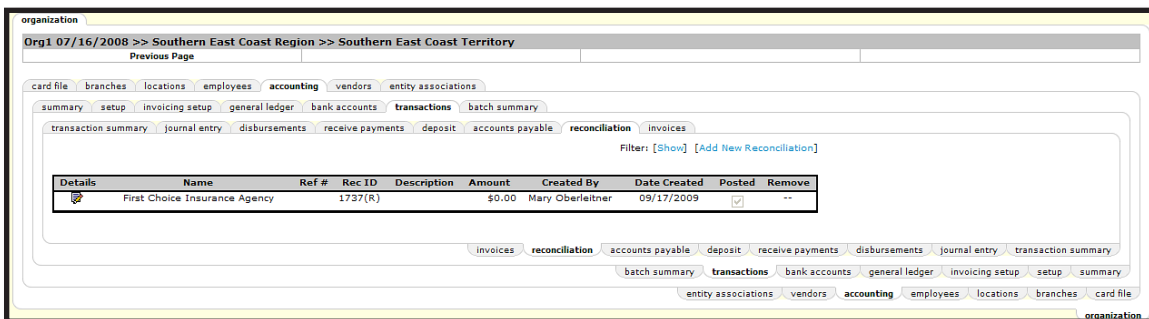 organization
Org1 07/16/2008 >> Southern East Coast Region >> Southern East Coast Territory
Previous Page
card file branches locations employees accounting vendors entity associations
summary setup invoicing setup general ledger bank accounts transactions batch summary
transaction summary journal entry disbursements receive payments deposit accounts payable reconciliation invoices
Filter: [Show] [Add New Reconciliation]
Details Name Ref # Rec ID Description Amount Created By Date Created Posted Remove
First Choice Insurance Agency 1737(R) $0.00 Mary Oberleitner 09/17/2009 --
invoices reconciliation accounts payable deposit receive payments disbursements journal entry transaction summary
batch summary transactions bank accounts general ledger invoicing setup setup summary
entity associations vendors accounting employees locations branches card file
organization